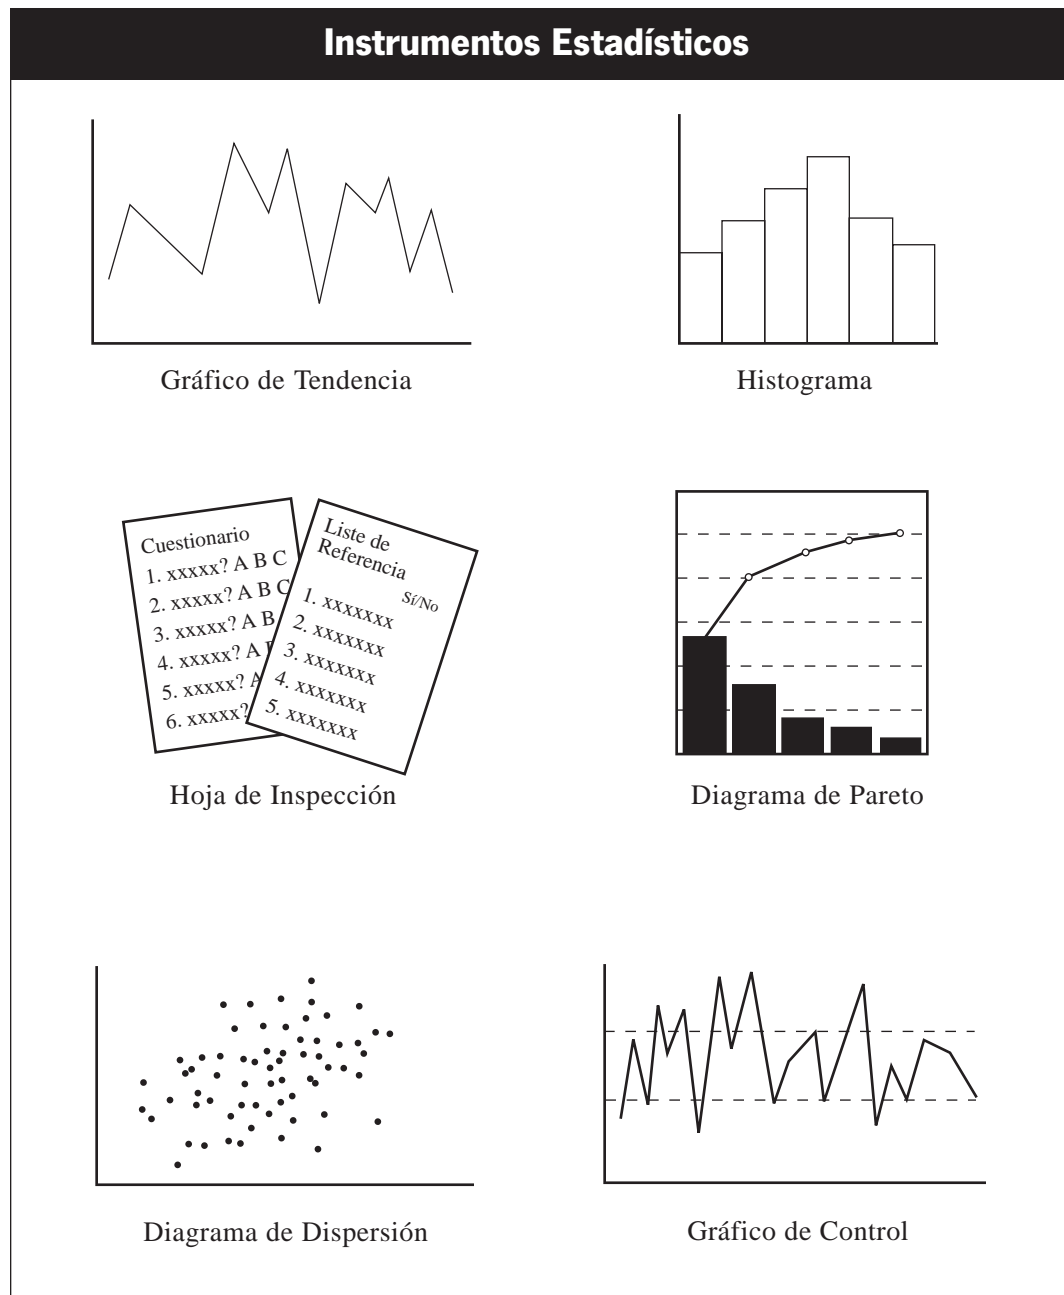 Instrumentos Estadísticos
Gráfico de Tendencia
Histograma
Cuestionario
1. xxxxx? A B C
2. xxxxx? A B C
3. xxxxx? A B
4. xxxxx? A
5. xxxxx? A
6. xxxxx?
Liste de
Referencia
Sí/No
1. xxxxxxx
2. xxxxxxx
3. xxxxxxx
4. xxxxxxx
5. xxxxxxx
Hoja de Inspección
Diagrama de Pareto
Diagrama de Dispersión
Gráfico de Control